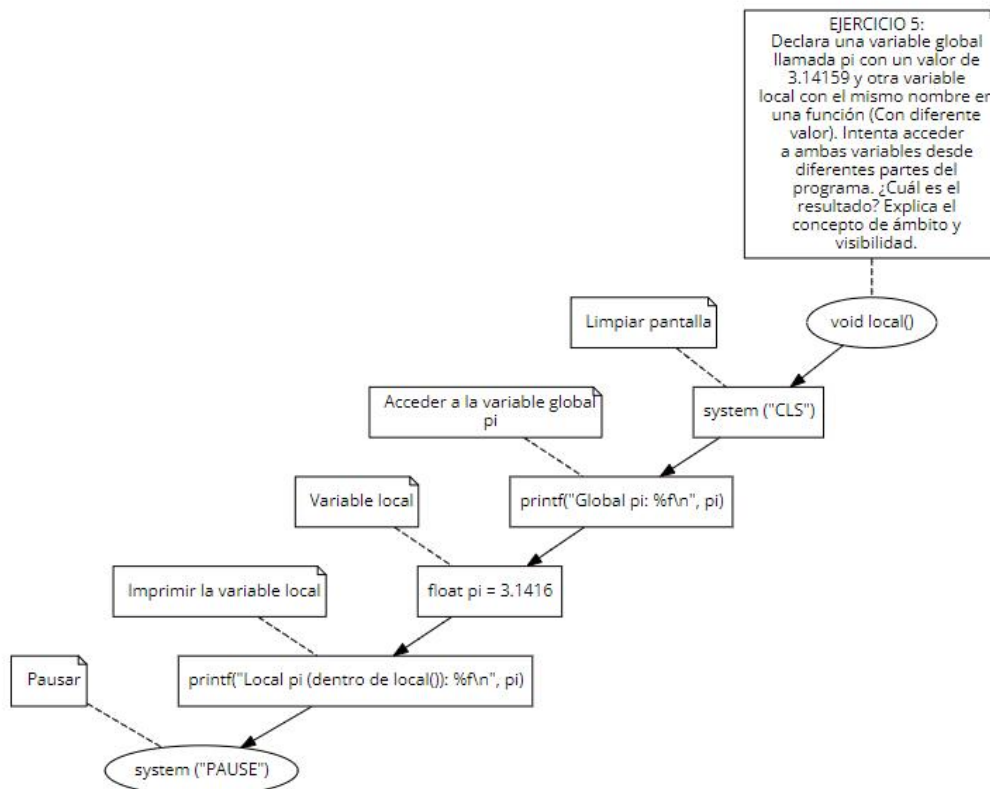 EJERCICIO 5:
Declara una variable global
llamada pi con un valor de
3.14159 y otra variable
local con el mismo nombre en
una función (Con diferente
valor). Intenta acceder
a ambas variables desde
diferentes partes del
programa. ¿Cuál es el
resultado? Explica el
concepto de ámbito y
visibilidad.
void local()
Limpiar pantalla
system ("CLS")
Acceder a la variable global
pi
printf("Global pi: %f\n", pi)
Variable local
float pi = 3.1416
Imprimir la variable local
printf("Local pi (dentro de local()): %f\n", pi)
Pausar
system ("PAUSE")